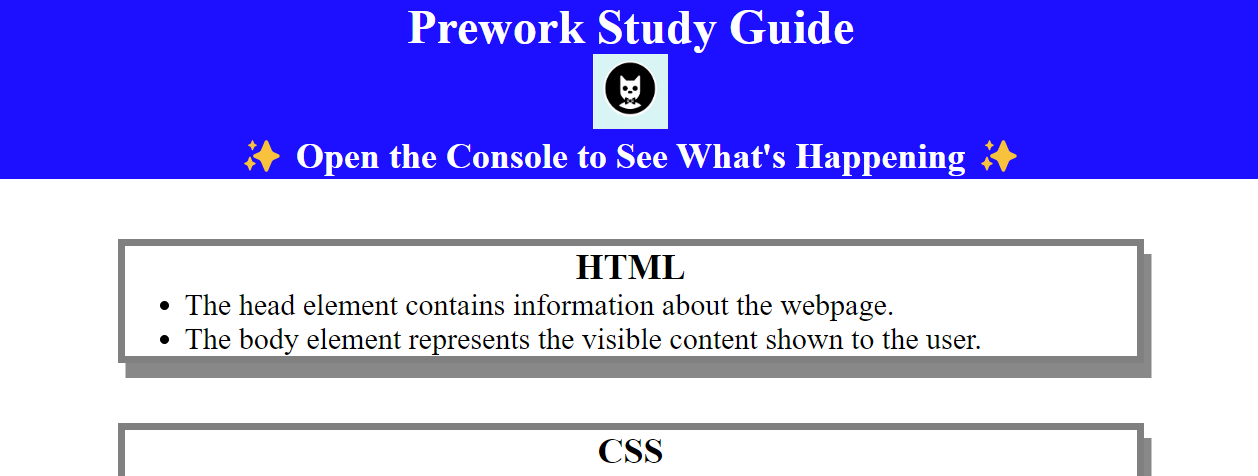 Prework Study Guide
✨ Open the Console to See What's Happening ✨
HTML
• The head element contains information about the webpage.
• The body element represents the visible content shown to the user.
CSS